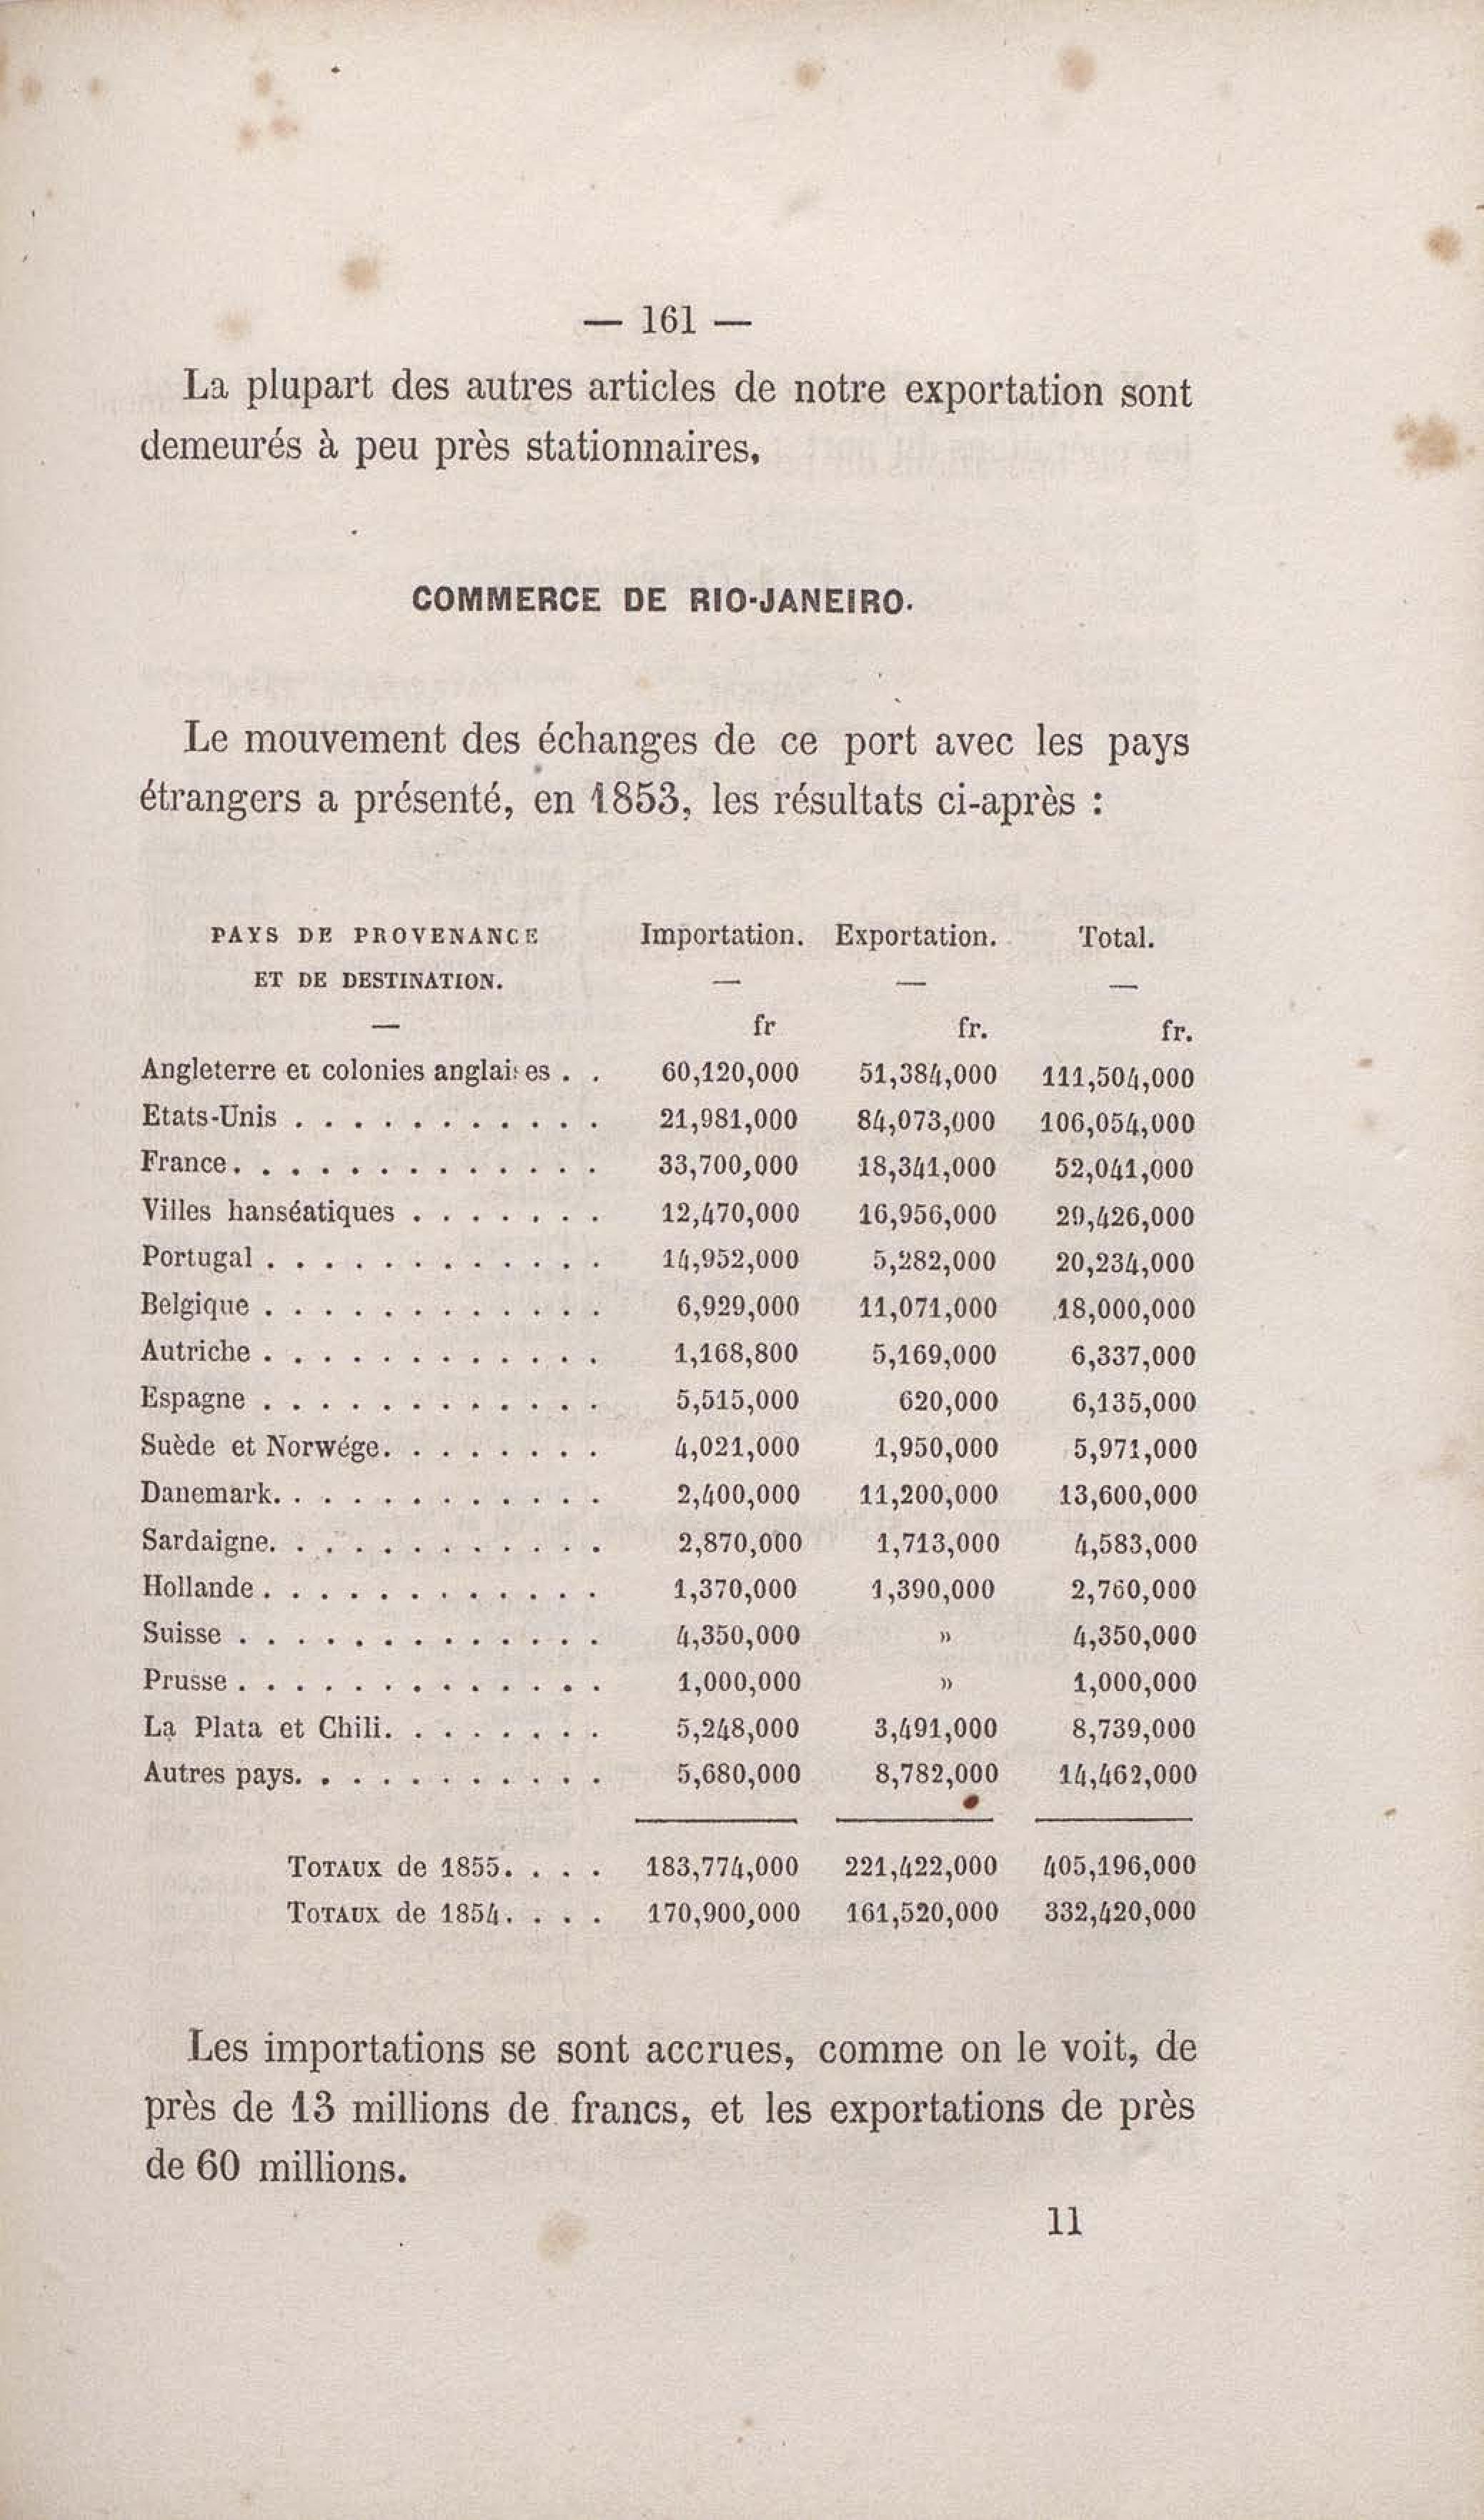 — 161 —
La plupart des autres articles de notre exportation sont
demeurés à peu près stationnaires,
COMMERCE DE RIO-JANEIRO.
Le mouvement des échanges de ce port avec les pays
étrangers a présenté, en 1853, les résultats ci-après :
PAYS DE PROVENANCE Importation. Exportation. Total.
ET DE DESTINATION. — — —
— fr fr. fr.
Angleterre et colonies anglaises . . 60,120,000 51,384,000 111,504,000
Etats-Unis . . . . . . . . . . . 21,981,000 84,073,000 106,054,000
France. . . . . . . . . . . . . 33,700,000 18,341,000 52,041,000
Villes hanséatiques . . . . . . . 12,470,000 16,956,000 29,426,000
Portugal . . . . . . . . . . . . 14,952,000 5,282,000 20,234,000
Belgique . . . . . . . . . . . . 6,929,000 11,071,000 18,000,000
Autriche . . . . . . . . . . . . 1,168,800 5,169,000 6,337,000
Espagne . . . . . . . . . . . . 5,515,000 620,000 6,135,000
Suède et Norwége. . . . . . . . 4,021,000 1,950,000 5,971,000
Danemark. . . . . . . . . . . . 2,400,000 11,200,000 13,600,000
Sardaigne. . . . . . . . . . . . 2,870,000 1,713,000 4,583,000
Hollande . . . . . . . . . . . . 1,370,000 1,390,000 2,760,000
Suisse . . . . . . . . . . . . . 4,350,000 » 4,350,000
Prusse . . . . . . . . . . . . . 1,000,000 » 1,000,000
La Plata et Chili. . . . . . . . 5,248,000 3,491,000 8,739,000
Autres pays. . . . . . . . . . . 5,680,000 8,782,000 14,462,000
TOTAUX de 1855. . . . 183,774,000 221,422,000 405,196,000
TOTAUX de 1854. . . . 170,900,000 161,520,000 332,420,000
Les importations se sont accrues, comme on le voit, de
près de 13 millions de francs, et les exportations de près
de 60 millions.
11